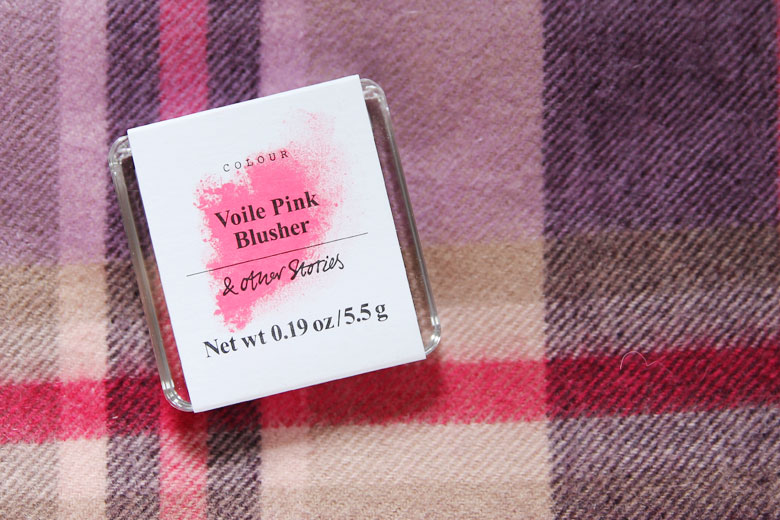 COLOUR
Voile Pink
Blusher
& other Stories
Net wt 0.19 oz/5.5 g